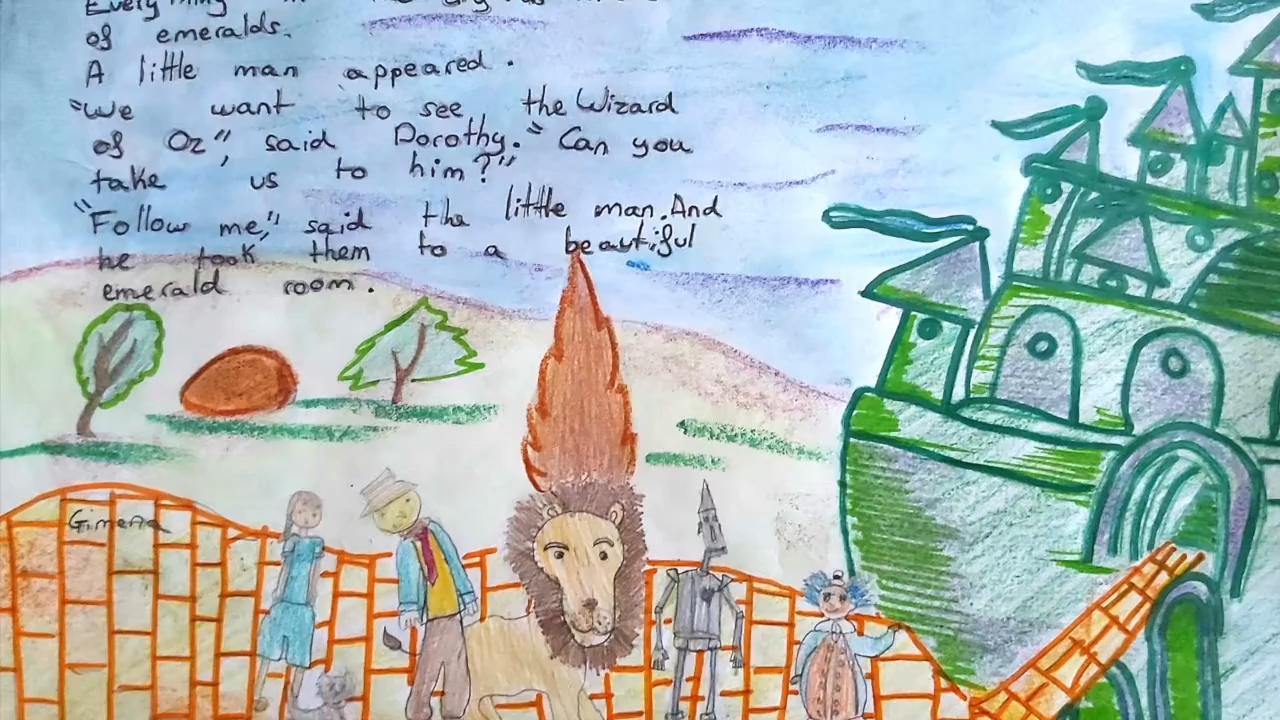 of emeralds.
A little man appeared.
"We want to see the Wizard
of Oz", said Dorothy. "Can you
take us to him?"
"Follow me," said the little man. And
he took them to a beautiful
emerald room.
Gimena